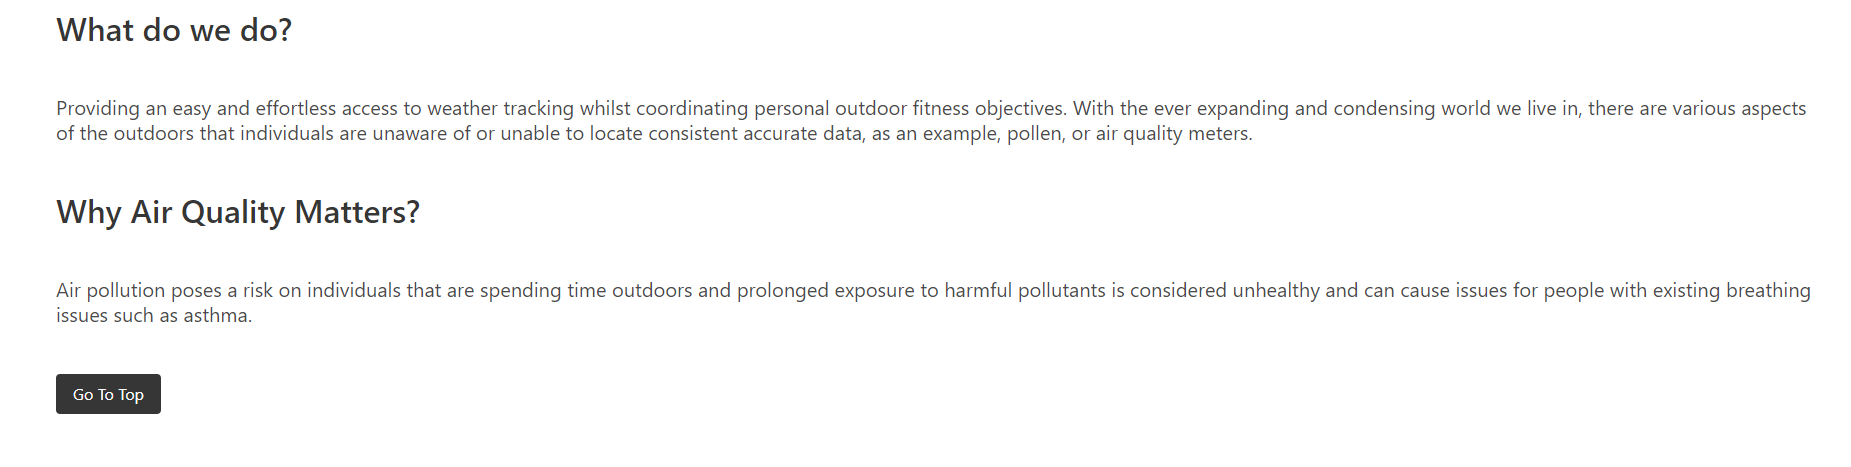 What do we do?
Providing an easy and effortless access to weather tracking whilst coordinating personal outdoor fitness objectives. With the ever expanding and condensing world we live in, there are various aspects
of the outdoors that individuals are unaware of or unable to locate consistent accurate data, as an example, pollen, or air quality meters.
Why Air Quality Matters?
Air pollution poses a risk on individuals that are spending time outdoors and prolonged exposure to harmful pollutants is considered unhealthy and can cause issues for people with existing breathing
issues such as asthma.
Go To Top